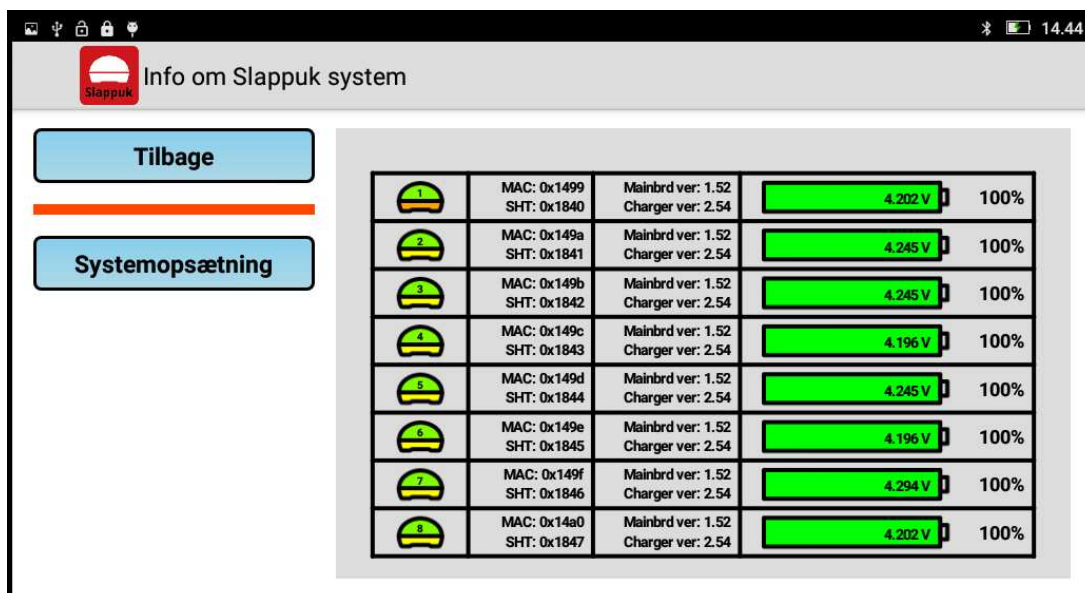 14.44
Slappuk
Info om Slappuk system
Tilbage
Systemopsætning
1
MAC: 0x1499
SHT: 0x1840
Mainbrd ver: 1.52
Charger ver: 2.54
4.202 V
100%
2
MAC: 0x149a
SHT: 0x1841
Mainbrd ver: 1.52
Charger ver: 2.54
4.245 V
100%
3
MAC: 0x149b
SHT: 0x1842
Mainbrd ver: 1.52
Charger ver: 2.54
4.245 V
100%
4
MAC: 0x149c
SHT: 0x1843
Mainbrd ver: 1.52
Charger ver: 2.54
4.196 V
100%
5
MAC: 0x149d
SHT: 0x1844
Mainbrd ver: 1.52
Charger ver: 2.54
4.245 V
100%
6
MAC: 0x149e
SHT: 0x1845
Mainbrd ver: 1.52
Charger ver: 2.54
4.196 V
100%
7
MAC: 0x149f
SHT: 0x1846
Mainbrd ver: 1.52
Charger ver: 2.54
4.294 V
100%
8
MAC: 0x14a0
SHT: 0x1847
Mainbrd ver: 1.52
Charger ver: 2.54
4.202 V
100%